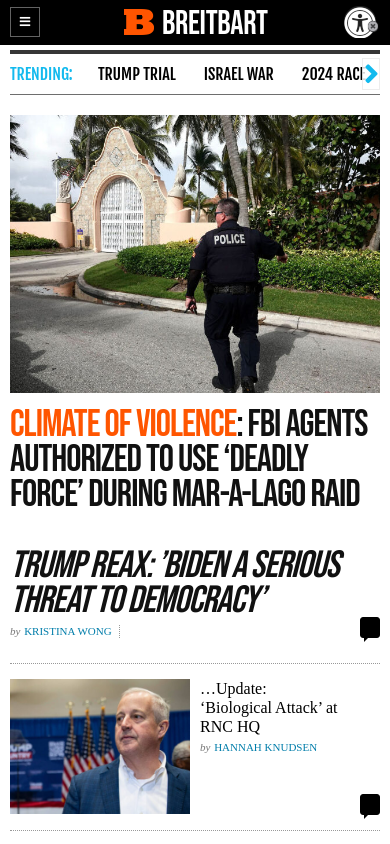 B BREITBART
TRENDING: TRUMP TRIAL ISRAEL WAR 2024 RAC
POLICE
CLIMATE OF VIOLENCE: FBI AGENTS
AUTHORIZED TO USE ‘DEADLY
FORCE’ DURING MAR-A-LAGO RAID
TRUMP REAX: ’BIDEN A SERIOUS
THREAT TO DEMOCRACY’
by KRISTINA WONG
…Update:
‘Biological Attack’ at
RNC HQ
by HANNAH KNUDSEN